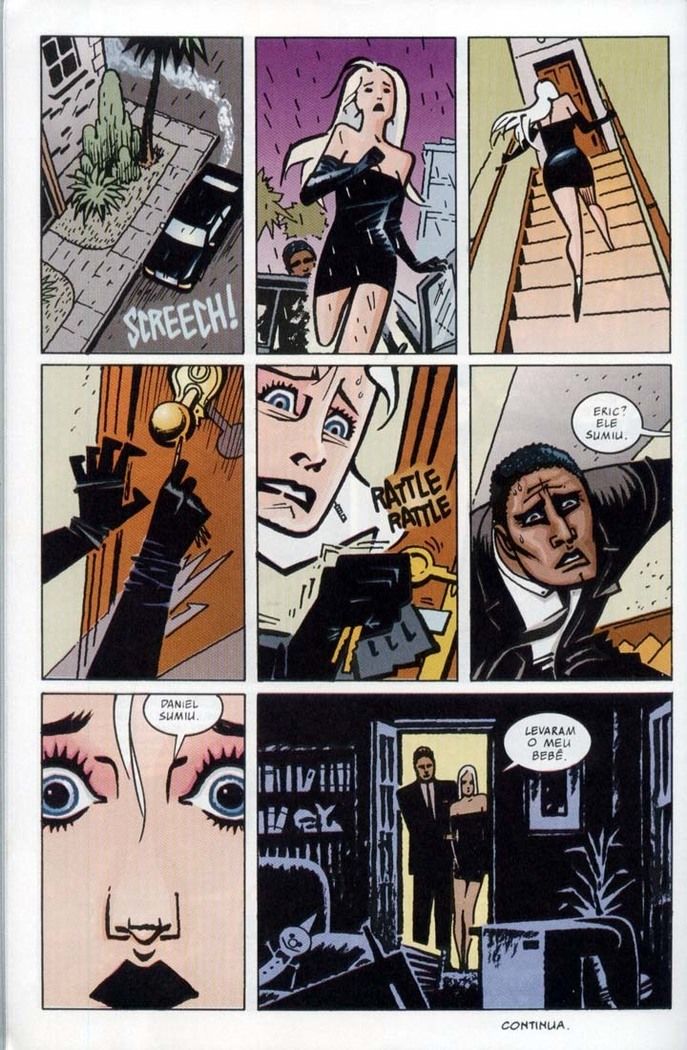 SCREECH!
RATTLE
RATTLE
ERIC?
ELE
SUMIU.
DANIEL
SUMIU.
LEVARAM
O MEU
BEBÊ.
CONTINUA.